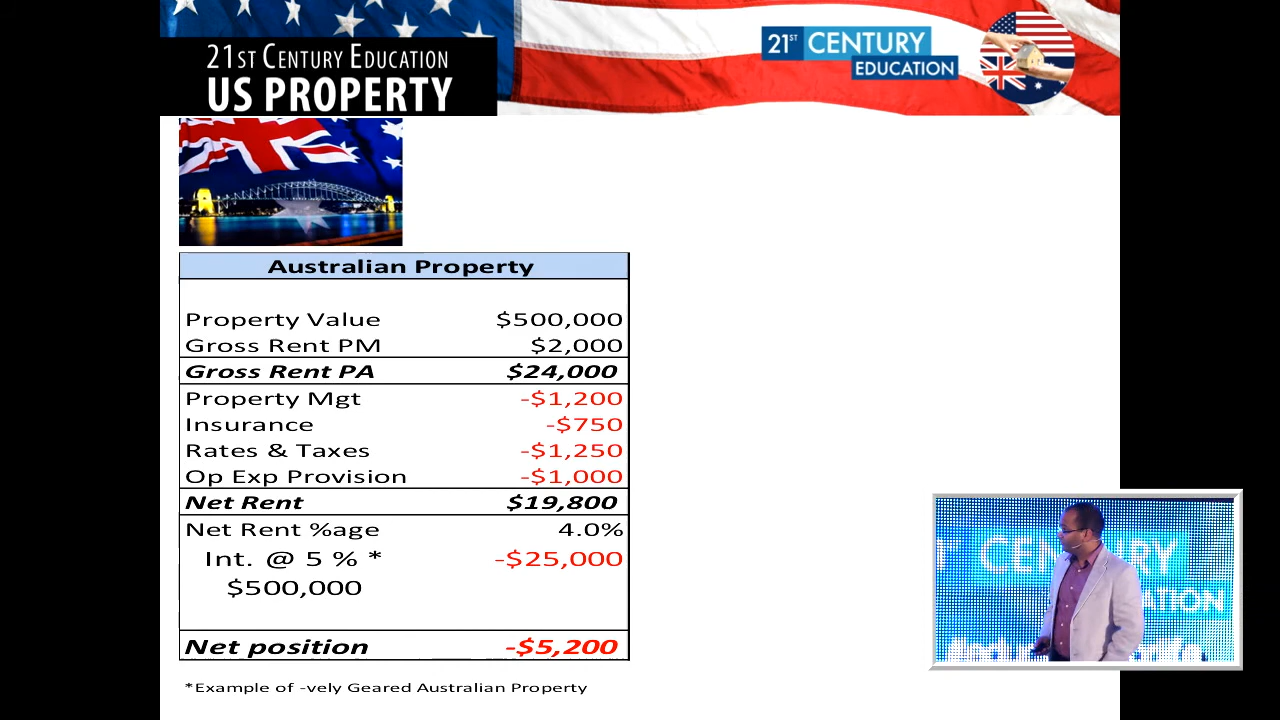 21ST CENTURY EDUCATION
US PROPERTY
21ST CENTURY
EDUCATION
Australian Property
Property Value $500,000
Gross Rent PM $2,000
Gross Rent PA $24,000
Property Mgt -$1,200
Insurance -$750
Rates & Taxes -$1,250
Op Exp Provision -$1,000
Net Rent $19,800
Net Rent %age 4.0%
Int. @ 5 % * -$25,000
$500,000
Net position -$5,200
*Example of -vely Geared Australian Property